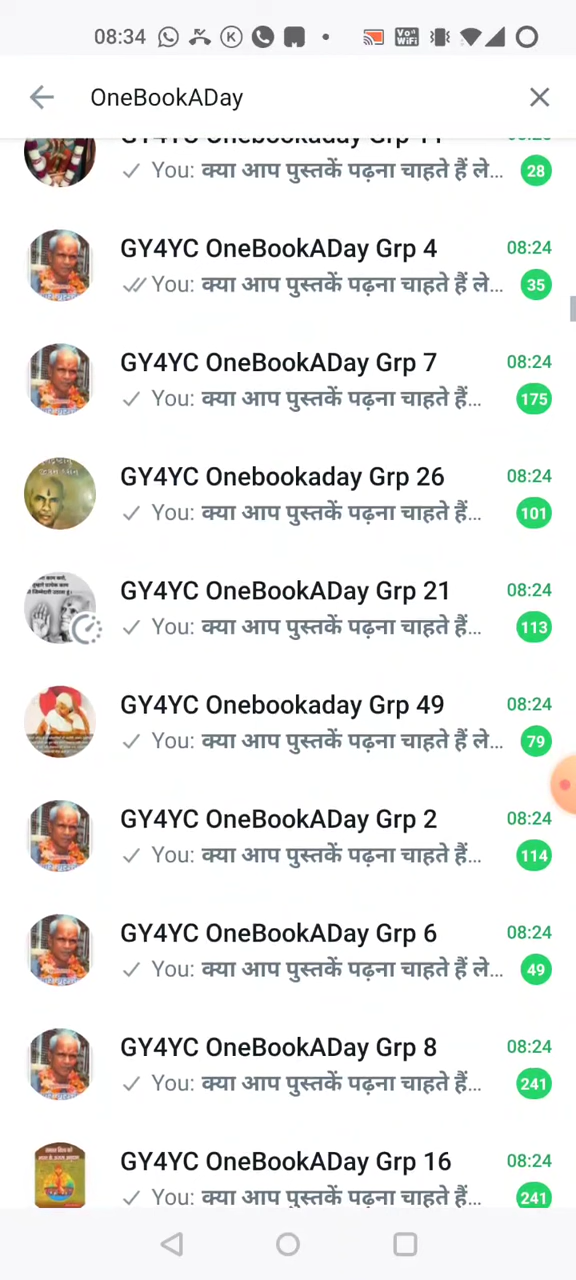 08:34
Vo WiFi
OneBookADay
GY4YC Onebookaday Grp 11
✓ You: क्या आप पुस्तकें पढ़ना चाहते हैं ले... 28
GY4YC OneBookADay Grp 4 08:24
You: क्या आप पुस्तकें पढ़ना चाहते हैं ले... 35
GY4YC OneBookADay Grp 7 08:24
You: क्या आप पुस्तकें पढ़ना चाहते हैं... 175
GY4YC Onebookaday Grp 26 08:24
You: क्या आप पुस्तकें पढ़ना चाहते हैं... 101
GY4YC OneBookADay Grp 21 08:24
You: क्या आप पुस्तकें पढ़ना चाहते हैं... 113
GY4YC Onebookaday Grp 49 08:24
You: क्या आप पुस्तकें पढ़ना चाहते हैं ले... 79
GY4YC OneBookADay Grp 2 08:24
You: क्या आप पुस्तकें पढ़ना चाहते हैं... 114
GY4YC OneBookADay Grp 6 08:24
You: क्या आप पुस्तकें पढ़ना चाहते हैं ले... 49
GY4YC OneBookADay Grp 8 08:24
You: क्या आप पुस्तकें पढ़ना चाहते हैं... 241
GY4YC OneBookADay Grp 16 08:24
You: क्या आप पुस्तकें पढ़ना चाहते हैं... 241